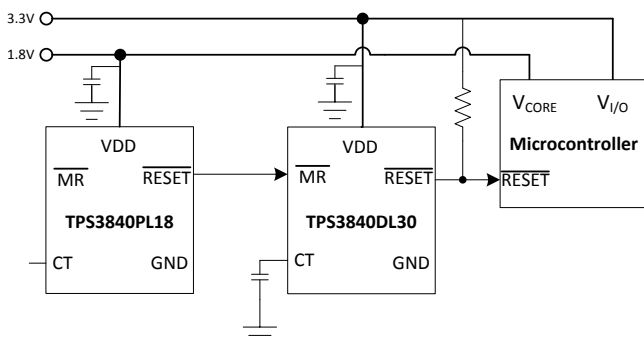 3.3V
1.8V
VDD
MR
RESET
TPS3840PL18
CT
GND
VDD
MR
RESET
TPS3840DL30
CT
GND
VCORE
VI/O
Microcontroller
RESET